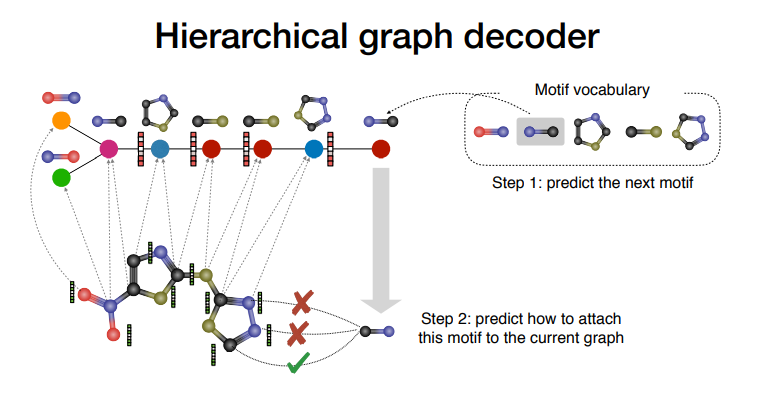 Hierarchical graph decoder
Motif vocabulary
Step 1: predict the next motif
Step 2: predict how to attach
this motif to the current graph